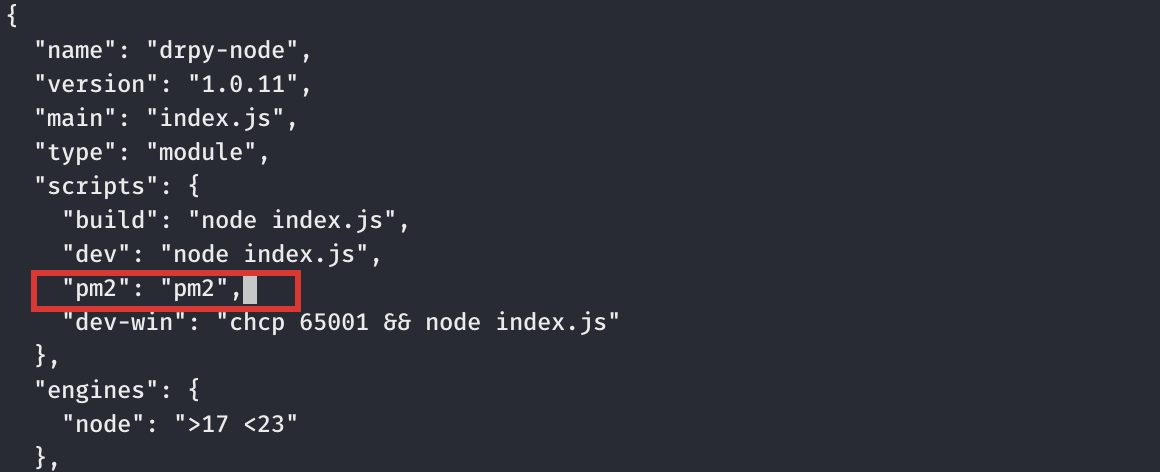 {
  "name": "drpy-node",
  "version": "1.0.11",
  "main": "index.js",
  "type": "module",
  "scripts": {
    "build": "node index.js",
    "dev": "node index.js",
    "pm2": "pm2",
    "dev-win": "chcp 65001 && node index.js"
  },
  "engines": {
    "node": ">17 <23"
  },